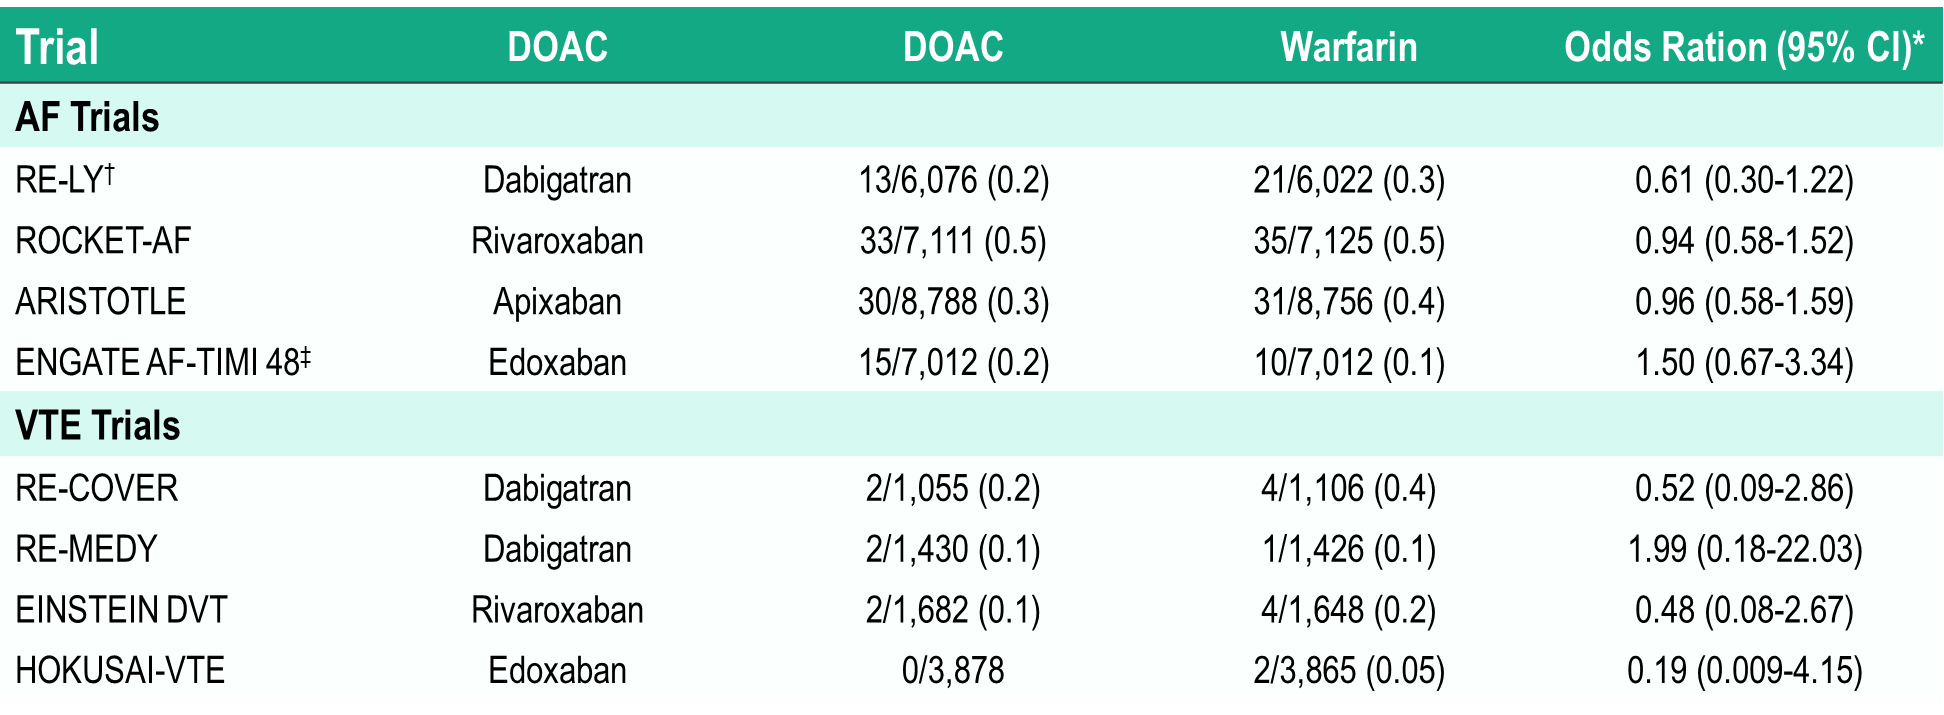 Trial DOAC DOAC Warfarin Odds Ration (95% CI)*
AF Trials
RE-LY† Dabigatran 13/6,076 (0.2) 21/6,022 (0.3) 0.61 (0.30-1.22)
ROCKET-AF Rivaroxaban 33/7,111 (0.5) 35/7,125 (0.5) 0.94 (0.58-1.52)
ARISTOTLE Apixaban 30/8,788 (0.3) 31/8,756 (0.4) 0.96 (0.58-1.59)
ENGATE AF-TIMI 48‡ Edoxaban 15/7,012 (0.2) 10/7,012 (0.1) 1.50 (0.67-3.34)
VTE Trials
RE-COVER Dabigatran 2/1,055 (0.2) 4/1,106 (0.4) 0.52 (0.09-2.86)
RE-MEDY Dabigatran 2/1,430 (0.1) 1/1,426 (0.1) 1.99 (0.18-22.03)
EINSTEIN DVT Rivaroxaban 2/1,682 (0.1) 4/1,648 (0.2) 0.48 (0.08-2.67)
HOKUSAI-VTE Edoxaban 0/3,878 2/3,865 (0.05) 0.19 (0.009-4.15)